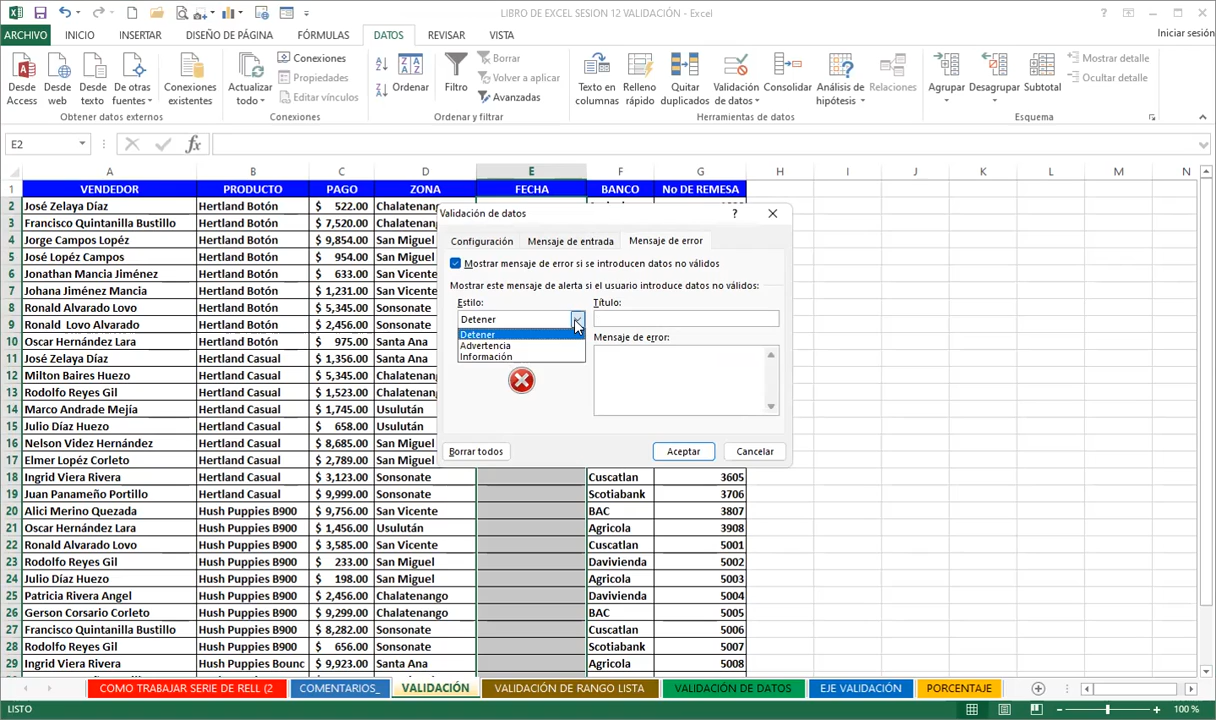 LIBRO DE EXCEL SESION 12 VALIDACIÓN - Excel
ARCHIVO INICIO INSERTAR DISEÑO DE PÁGINA FÓRMULAS DATOS REVISAR VISTA Iniciar sesión
Desde Access
Desde web
Desde texto
De otras fuentes
Conexiones existentes
Actualizar todo
Conexiones
Propiedades
Editar vínculos
Ordenar
Filtro
Borrar
Volver a aplicar
Avanzadas
Texto en columnas
Relleno rápido
Quitar duplicados
Validación de datos
Consolidar
Análisis de hipótesis
Relaciones
Agrupar
Desagrupar
Subtotal
Mostrar detalle
Ocultar detalle
Obtener datos externos Conexiones Ordenar y filtrar Herramientas de datos Esquema
E2 fx
A B C D E F G H I J K L M N
1 VENDEDOR PRODUCTO PAGO ZONA FECHA BANCO No DE REMESA
2 José Zelaya Díaz Hertland Botón $ 522.00 Chalatenango
3 Francisco Quintanilla Bustillo Hertland Botón $ 7,520.00 Chalatenang
4 Jorge Campos Lopéz Hertland Botón $ 9,854.00 San Miguel
5 José Lopéz Campos Hertland Botón $ 954.00 San Miguel
6 Jonathan Mancia Jiménez Hertland Botón $ 633.00 San Vicente
7 Johana Jiménez Mancia Hertland Botón $ 1,231.00 San Miguel
8 Ronald Alvarado Lovo Hertland Botón $ 5,345.00 Sonsonate
9 Ronald Lovo Alvarado Hertland Botón $ 2,456.00 Sonsonate
10 Oscar Hernández Lara Hertland Botón $ 975.00 Santa Ana
11 José Zelaya Díaz Hertland Casual $ 1,356.00 Santa Ana
12 Milton Baires Huezo Hertland Casual $ 5,345.00 Chalatenang
13 Rodolfo Reyes Gil Hertland Casual $ 1,523.00 Chalatenang
14 Marco Andrade Mejía Hertland Casual $ 1,745.00 Usulután
15 Julio Díaz Huezo Hertland Casual $ 658.00 Usulután
16 Nelson Videz Hernández Hertland Casual $ 8,685.00 San Miguel
17 Elmer Lopéz Corleto Hertland Casual $ 2,789.00 San Miguel
18 Ingrid Viera Rivera Hertland Casual $ 3,123.00 Sonsonate Cuscatlan 3605
19 Juan Panameño Portillo Hertland Casual $ 9,999.00 Sonsonate Scotiabank 3706
20 Alici Merino Quezada Hush Puppies B900 $ 9,756.00 San Vicente BAC 3807
21 Oscar Hernández Lara Hush Puppies B900 $ 1,456.00 Usulután Agricola 3908
22 Ronald Alvarado Lovo Hush Puppies B900 $ 3,585.00 San Vicente Cuscatlan 5001
23 Rodolfo Reyes Gil Hush Puppies B900 $ 233.00 San Miguel Davivienda 5002
24 Julio Díaz Huezo Hush Puppies B900 $ 198.00 San Miguel Agricola 5003
25 Patricia Rivera Angel Hush Puppies B900 $ 2,456.00 Chalatenango Davivienda 5004
26 Gerson Corsario Corleto Hush Puppies B900 $ 9,299.00 Chalatenango BAC 5005
27 Francisco Quintanilla Bustillo Hush Puppies B900 $ 8,282.00 Sonsonate Cuscatlan 5006
28 Rodolfo Reyes Gil Hush Puppies B900 $ 656.00 Sonsonate Scotiabank 5007
29 Ingrid Viera Rivera Hush Puppies Bounc $ 9,923.00 Santa Ana Agricola 5008
Validación de datos ?
Configuración Mensaje de entrada Mensaje de error
Mostrar mensaje de error si se introducen datos no válidos
Mostrar este mensaje de alerta si el usuario introduce datos no válidos:
Estilo: Título:
Detener
Detener
Mensaje de error:
Advertencia
Información
Borrar todos Aceptar Cancelar
COMO TRABAJAR SERIE DE RELL (2 COMENTARIOS_ VALIDACIÓN VALIDACIÓN DE RANGO LISTA VALIDACIÓN DE DATOS EJE VALIDACIÓN PORCENTAJE
LISTO 100 %